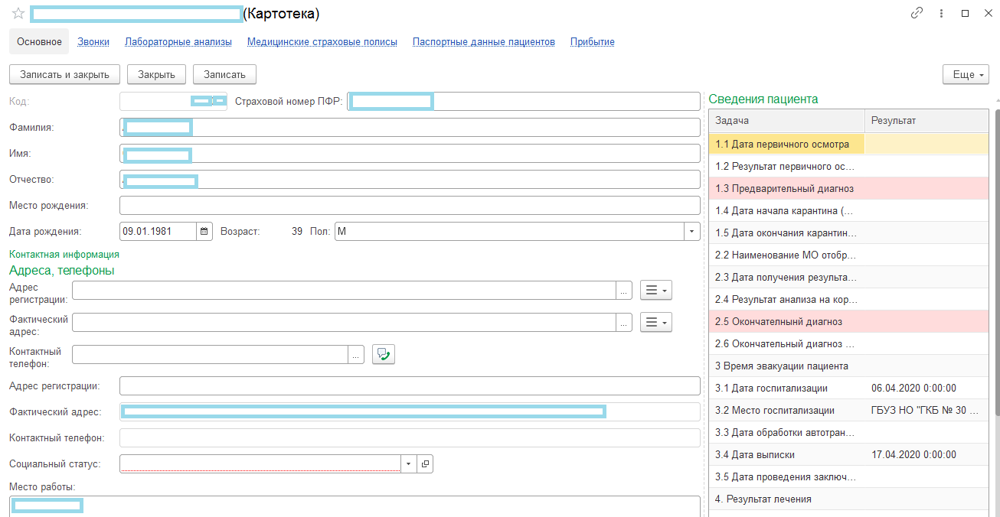 (Картотека)
Основное Звонки Лабораторные анализы Медицинские страховые полисы Паспортные данные пациентов Прибытие
Записать и закрыть Закрыть Записать Еще
Код: Страховой номер ПФР:
Фамилия:
Имя:
Отчество:
Место рождения:
Дата рождения: 09.01.1981 Возраст: 39 Пол: М
Контактная информация
Адреса, телефоны
Адрес
регистрации: ...
Фактический
адрес: ...
Контактный
телефон: ...
Адрес регистрации:
Фактический адрес:
Контактный телефон:
Социальный статус:
Место работы:
Сведения пациента
Задача Результат
1.1 Дата первичного осмотра
1.2 Результат первичного ос...
1.3 Предварительный диагноз
1.4 Дата начала карантина (...
1.5 Дата окончания карантин...
2.2 Наименование МО отобр...
2.3 Дата получения результа...
2.4 Результат анализа на кор...
2.5 Окончателнынй диагноз
2.6 Окончательный диагноз ...
3 Время эвакуации пациента
3.1 Дата госпитализации 06.04.2020 0:00:00
3.2 Место госпитализации ГБУЗ НО "ГКБ № 30 ...
3.3 Дата обработки автотран...
3.4 Дата выписки 17.04.2020 0:00:00
3.5 Дата проведения заключ...
4. Результат лечения